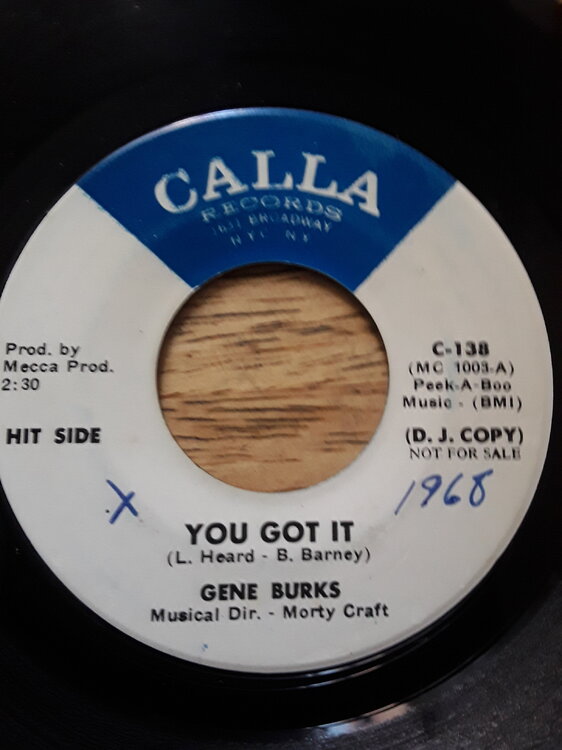 CALLA
RECORDS
1631 BROADWAY
NYC NY
Prod. by
Mecca Prod.
2:30
HIT SIDE
C-138
(MC 1003-A)
Peek-A-Boo
Music - (BMI)
(D. J. COPY)
NOT FOR SALE
X
1968
YOU GOT IT
(L. Heard - B. Barney)
GENE BURKS
Musical Dir. - Morty Craft